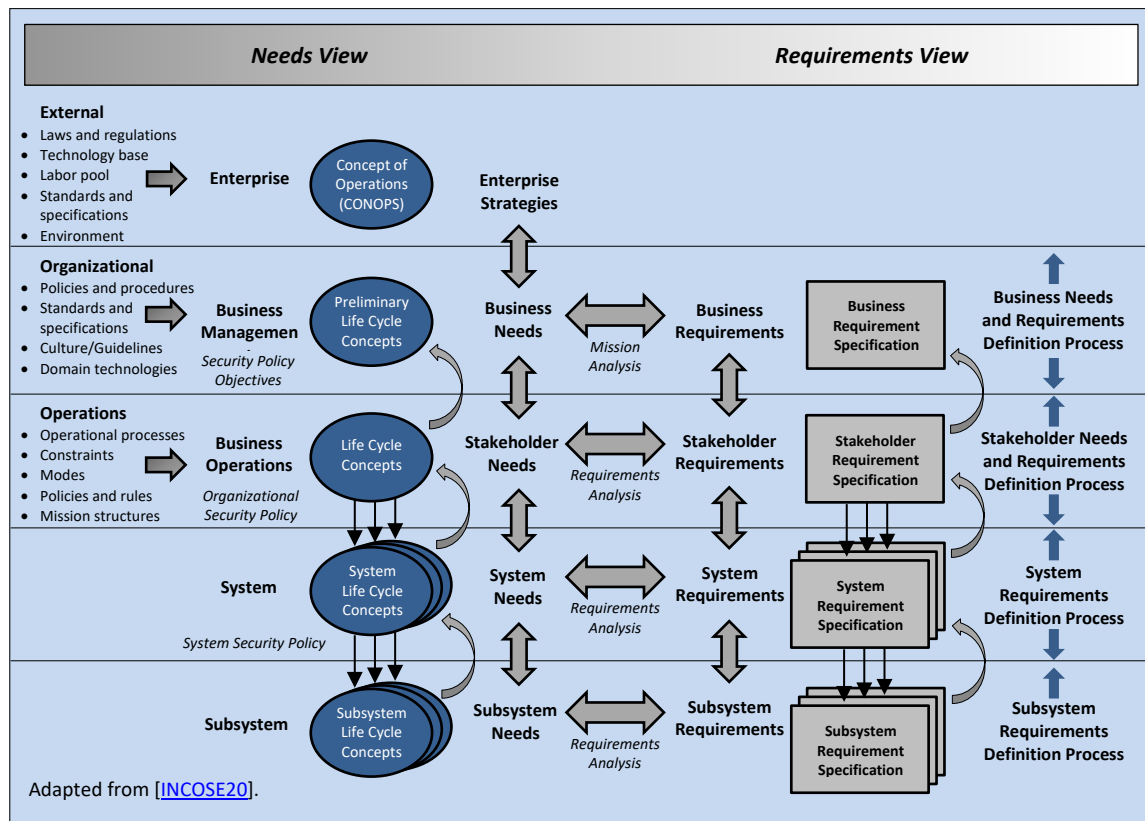 Needs View
Requirements View
External
• Laws and regulations
• Technology base
• Labor pool
• Standards and
specifications
• Environment
Enterprise
Concept of
Operations
(CONOPS)
Enterprise
Strategies
Organizational
• Policies and procedures
• Standards and
specifications
• Culture/Guidelines
• Domain technologies
Business
Managemen
Security Policy
Objectives
Preliminary
Life Cycle
Concepts
Business
Needs
Mission
Analysis
Business
Requirements
Business
Requirement
Specification
Business Needs
and Requirements
Definition Process
Operations
• Operational processes
• Constraints
• Modes
• Policies and rules
• Mission structures
Business
Operations
Organizational
Security Policy
Life Cycle
Concepts
Stakeholder
Needs
Requirements
Analysis
Stakeholder
Requirements
Stakeholder
Requirement
Specification
Stakeholder Needs
and Requirements
Definition Process
System
System Security Policy
System
Life Cycle
Concepts
System
Needs
Requirements
Analysis
System
Requirements
System
Requirement
Specification
System
Requirements
Definition Process
Subsystem
Subsystem
Life Cycle
Concepts
Subsystem
Needs
Requirements
Analysis
Subsystem
Requirements
Subsystem
Requirement
Specification
Subsystem
Requirements
Definition Process
Adapted from [INCOSE20].